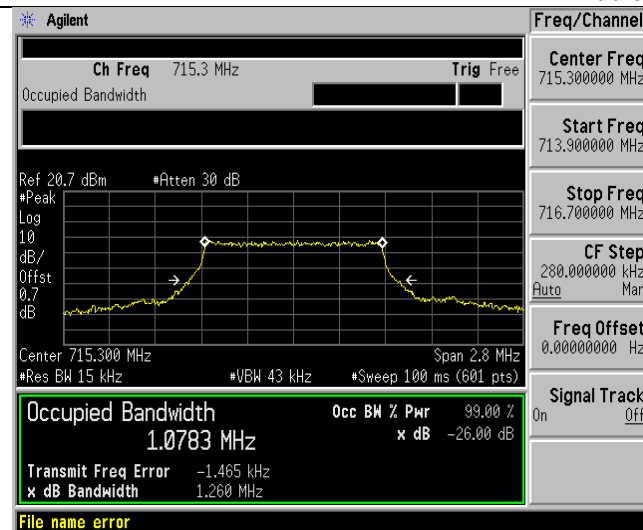 Agilent
Freq/Channel
Ch Freq 715.3 MHz Trig Free
Occupied Bandwidth
Center Freq
715.300000 MHz
Start Freq
713.900000 MHz
Stop Freq
716.700000 MHz
CF Step
280.000000 kHz
Auto Man
Freq Offset
0.00000000 Hz
Signal Track
On Off
Ref 20.7 dBm #Atten 30 dB
#Peak
Log
10
dB/
Offst
0.7
dB
Center 715.300 MHz Span 2.8 MHz
#Res BW 15 kHz #VBW 43 kHz #Sweep 100 ms (601 pts)
Occupied Bandwidth Occ BW % Pwr 99.00 %
1.0783 MHz x dB -26.00 dB
Transmit Freq Error -1.465 kHz
x dB Bandwidth 1.260 MHz
File name error